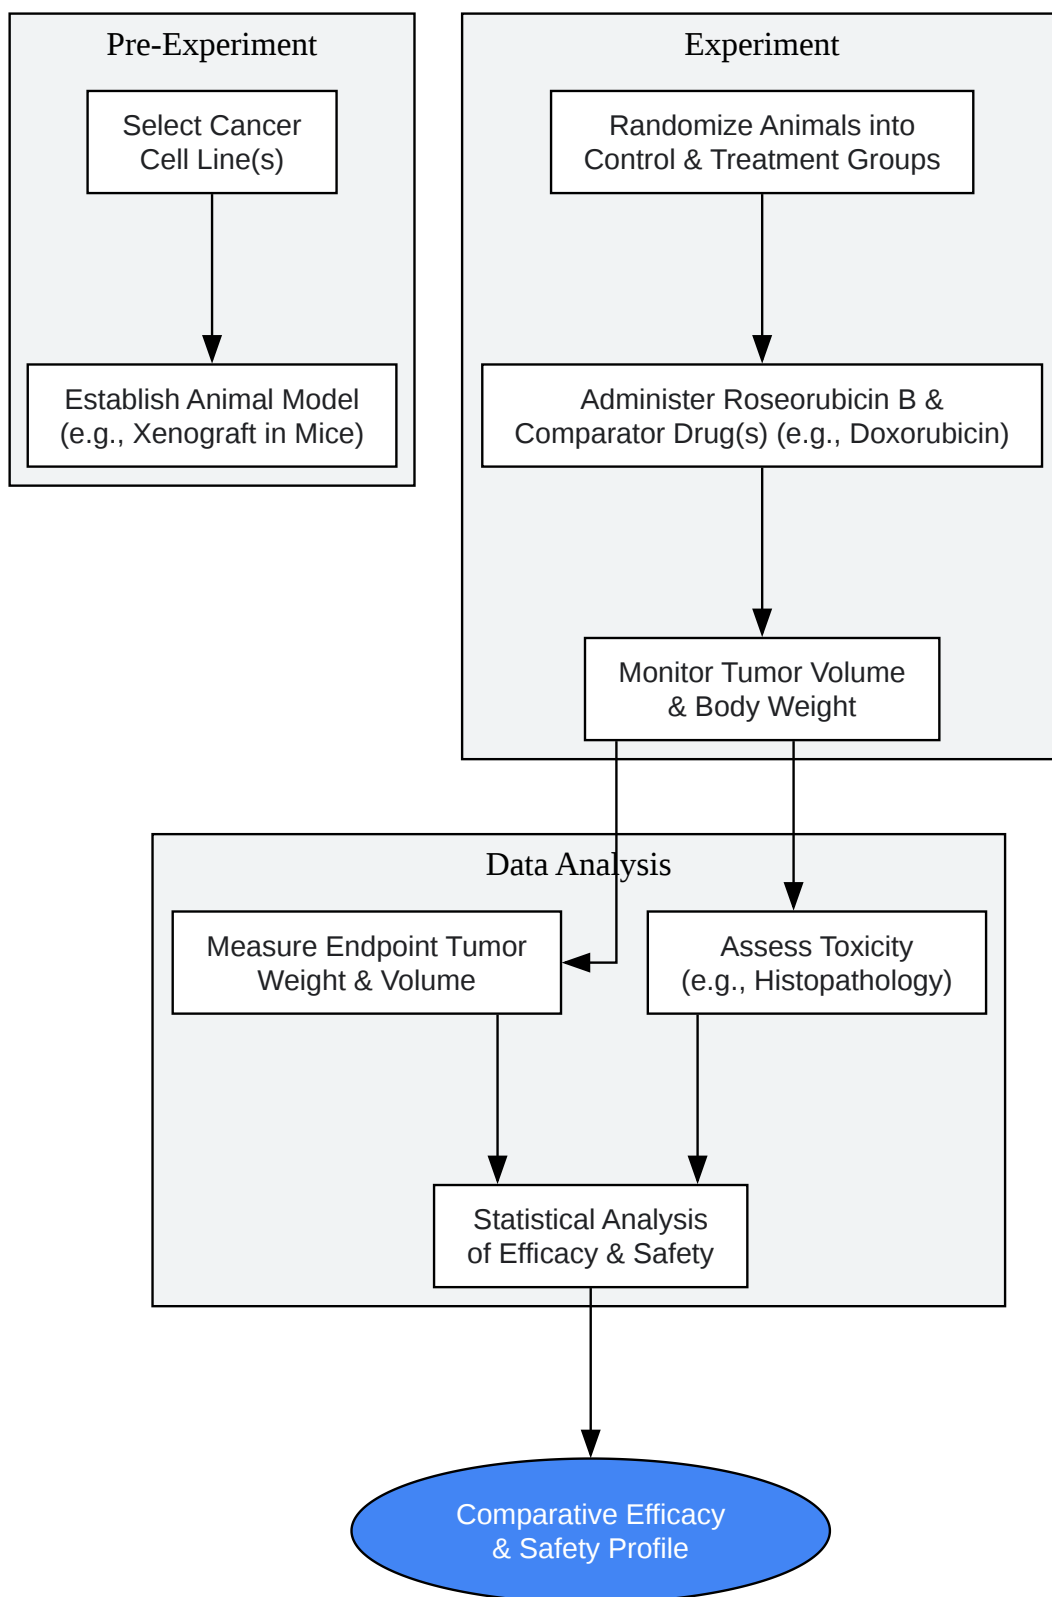 Pre-Experiment
Select Cancer
Cell Line(s)
Establish Animal Model
(e.g., Xenograft in Mice)
Experiment
Randomize Animals into
Control & Treatment Groups
Administer Roseorubicin B &
Comparator Drug(s) (e.g., Doxorubicin)
Monitor Tumor Volume
& Body Weight
Data Analysis
Measure Endpoint Tumor
Weight & Volume
Assess Toxicity
(e.g., Histopathology)
Statistical Analysis
of Efficacy & Safety
Comparative Efficacy
& Safety Profile